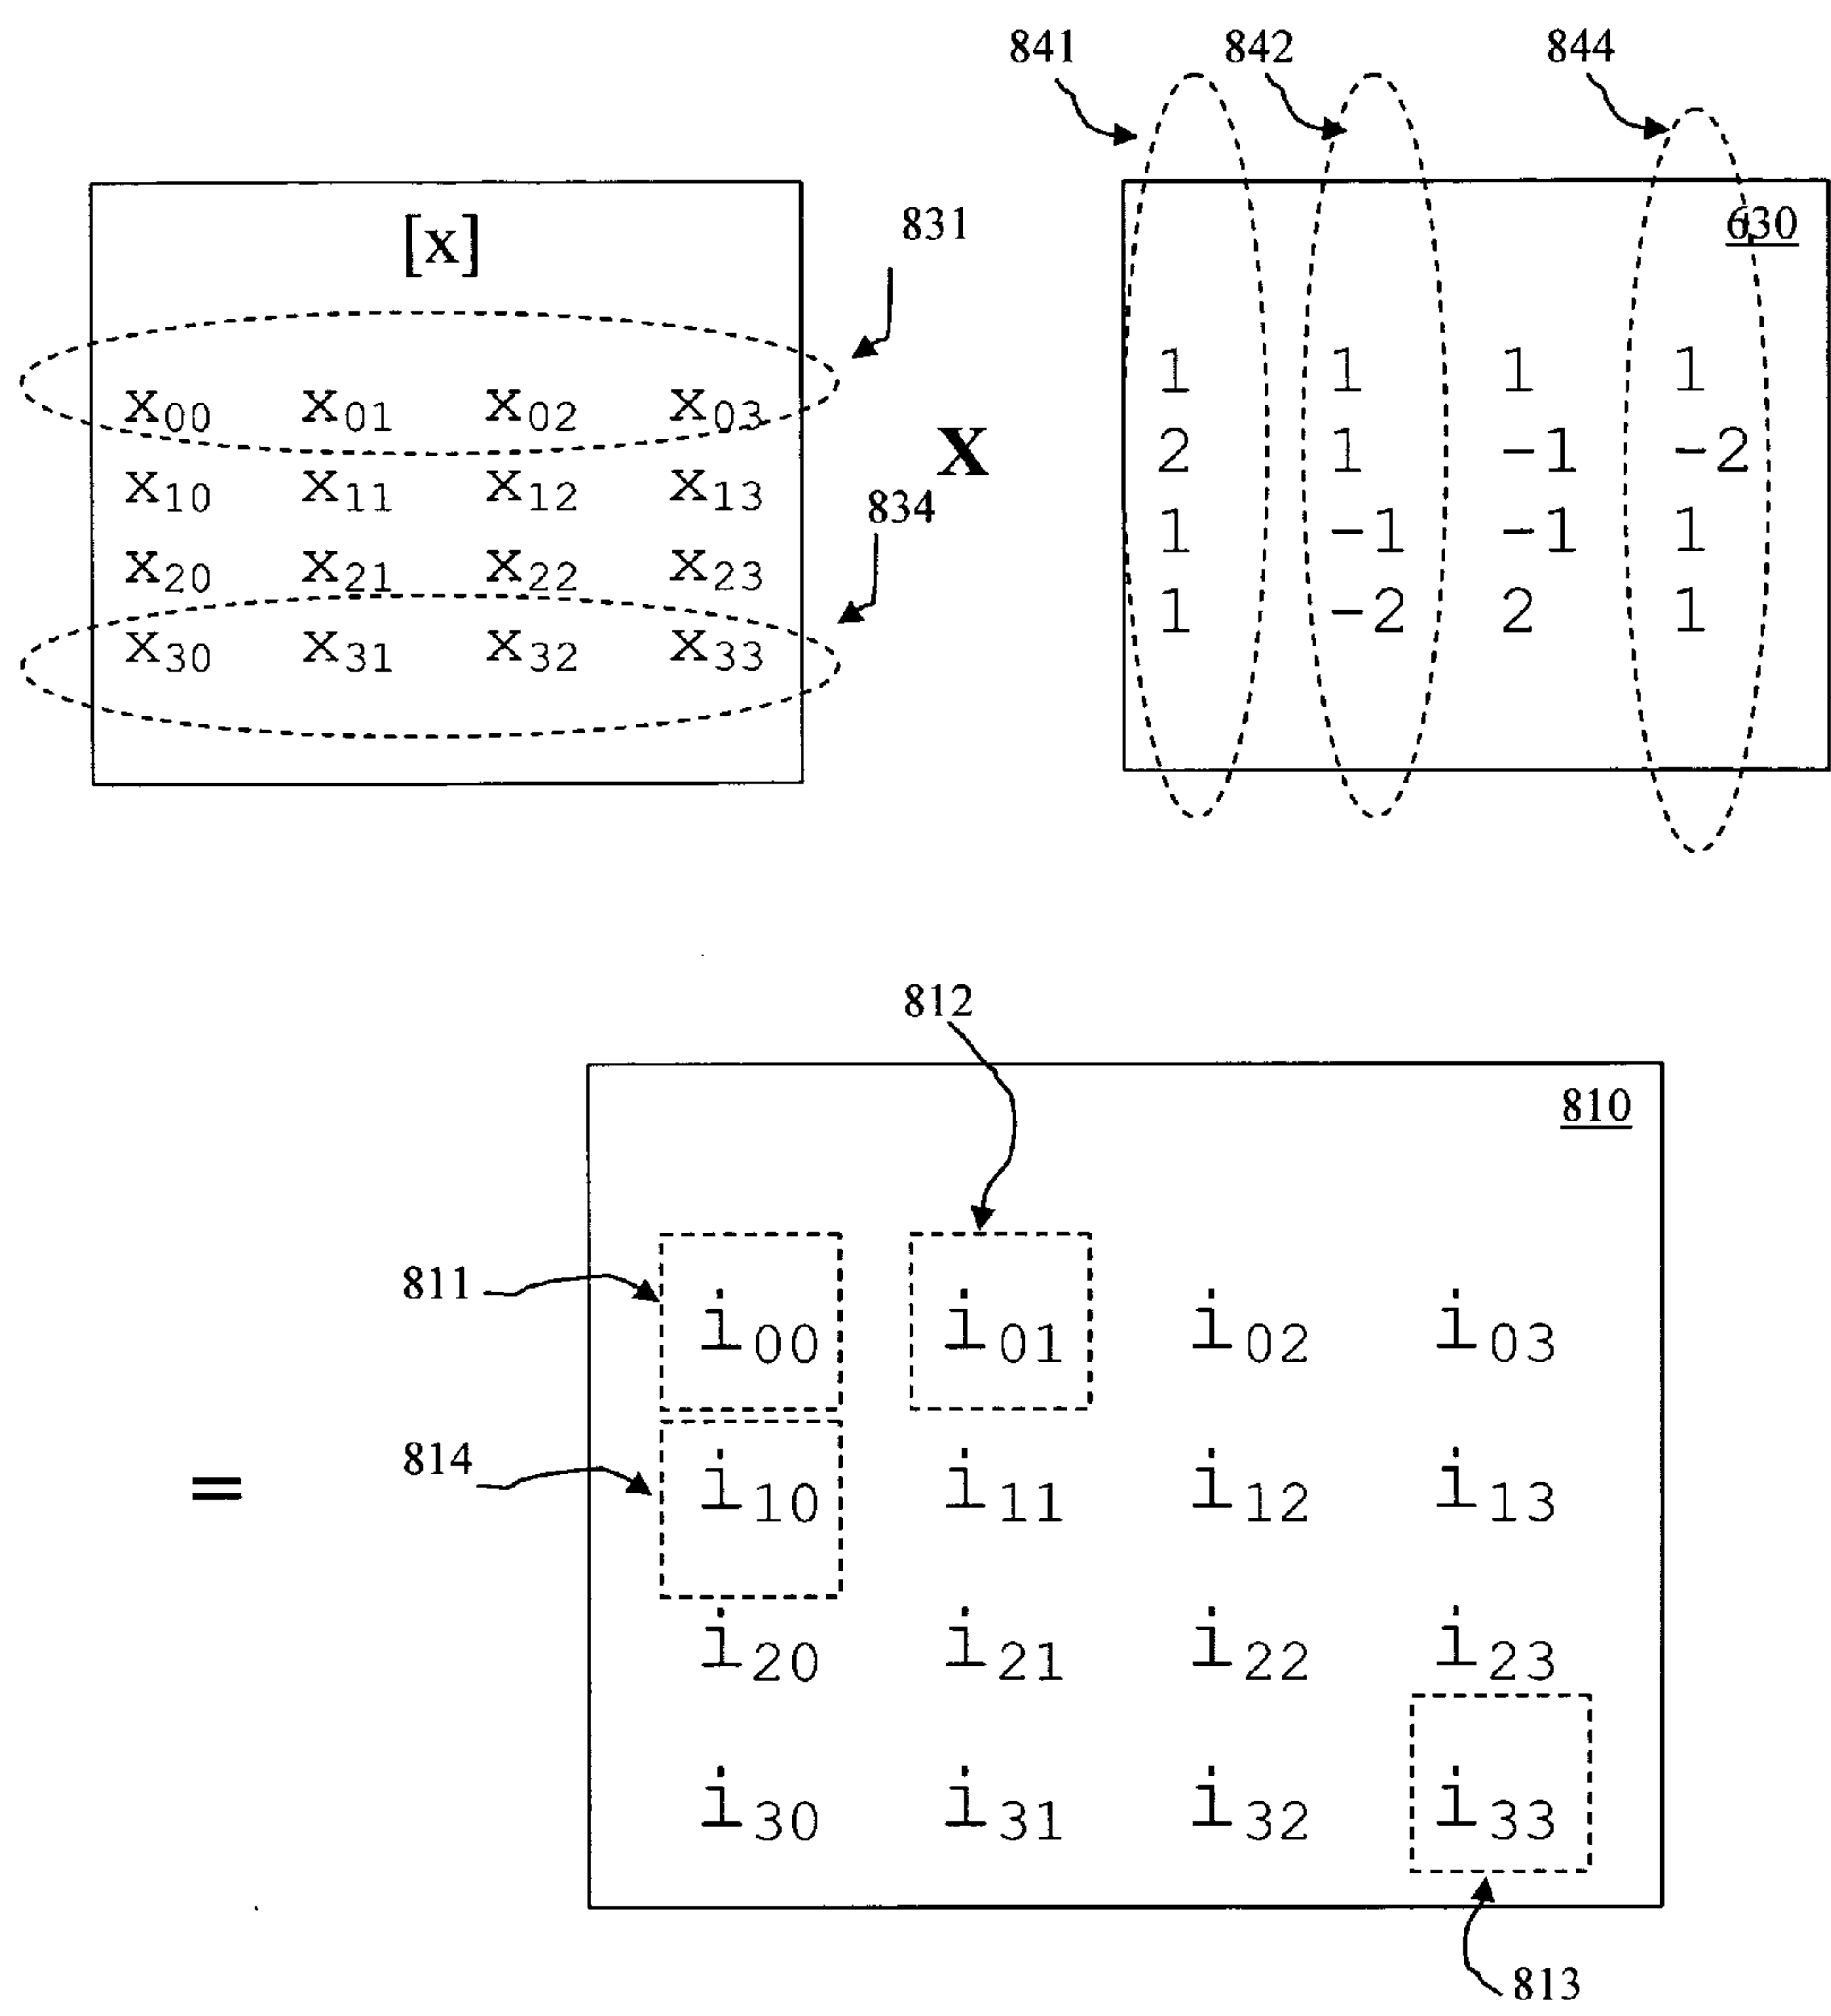 841 842 844
[x] 831 630
x00 x01 x02 x03 1 1 1 1
x10 x11 x12 x13 X 2 1 -1 -2
834
x20 x21 x22 x23 1 -1 -1 1
x30 x31 x32 x33 1 -2 2 1
812
810
811 i00 i01 i02 i03
= 814 i10 i11 i12 i13
i20 i21 i22 i23
i30 i31 i32 i33
813